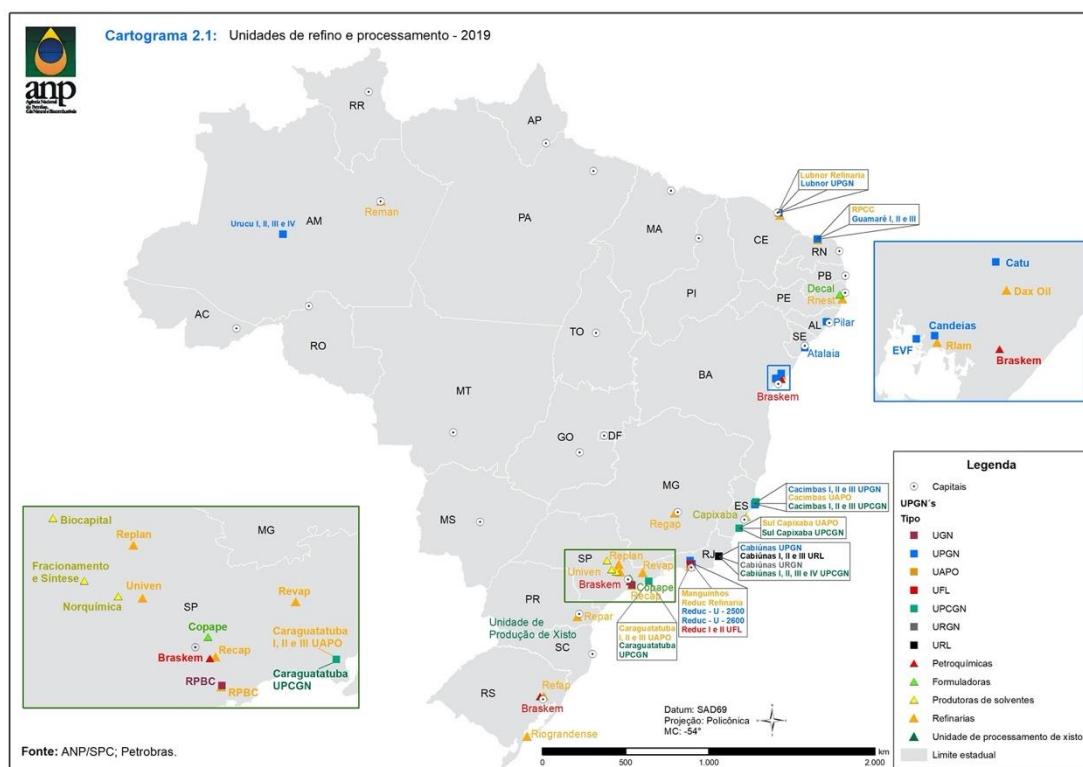 anp
Agência Nacional
do Petróleo,
Gás Natural e Biocombustíveis
Cartograma 2.1: Unidades de refino e processamento - 2019
RR
AP
Reman
Urucu I, II, III e IV
AM
PA
MA
CE
Lubnor Refinaria
Lubnor UPGN
RPCC
Guamaré I, II e III
RN
PB
Decal
Rnest
PE
PI
AL
Pilar
SE
Atalaia
AC
RO
TO
BA
Braskem
MT
GO
DF
MG
MS
Regap
ES
Capixaba
Cacimbas I, II e III UPGN
Cacimbas UAPO
Cacimbas I, II e III UPCGN
Sul Capixaba UAPO
Sul Capixaba UPCGN
RJ
Cabiúnas UPGN
Cabiúnas I, II e III URL
Cabiúnas URGN
Cabiúnas I, II, III e IV UPCGN
SP
Replan
Univen
Revap
Braskem
Copape
Recap
Manguinhos
Reduc Refinaria
Reduc - U - 2500
Reduc - U - 2600
Reduc I e II UFL
Caraguatatuba
I, II e III UAPO
Caraguatatuba
UPCGN
PR
Repar
Unidade de
Produção de Xisto
SC
RS
Refap
Braskem
Riograndense
Catu
Dax Oil
Candeias
EVF
Rlam
Braskem
Biocapital
MG
Replan
Fracionamento
e Síntese
Univen
Norquímica
Revap
SP
Copape
Caraguatatuba
I, II e III UAPO
Braskem
Recap
Caraguatatuba
UPCGN
RPBC
RPBC
Legenda
Capitais
UPGN´s
Tipo
UGN
UPGN
UAPO
UFL
UPCGN
URGN
URL
Petroquímicas
Formuladoras
Produtoras de solventes
Refinarias
Unidade de processamento de xisto
Limite estadual
Datum: SAD69
Projeção: Policônica
MC: -54°
km
0 500 1.000 2.000
Fonte: ANP/SPC; Petrobras.